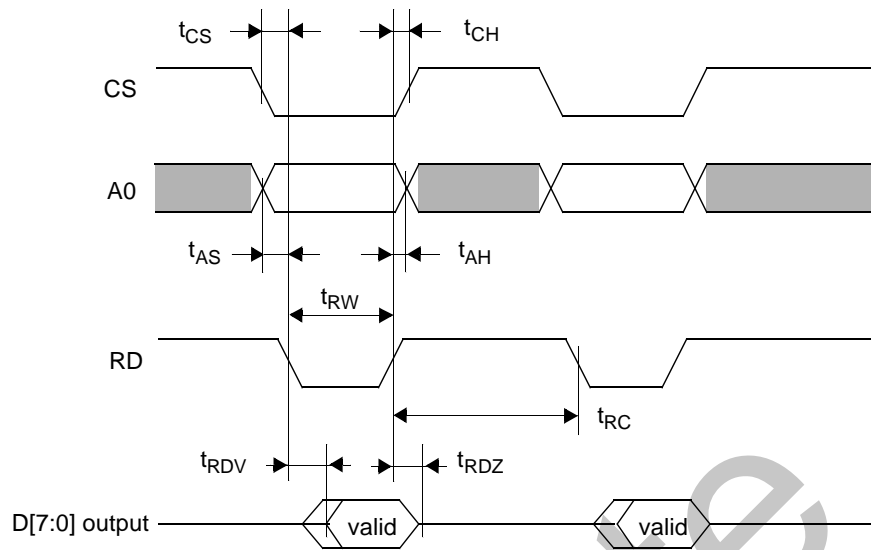 tCS
tCH
CS
A0
tAS
tAH
tRW
RD
tRC
tRDV
tRDZ
D[7:0] output
valid
valid